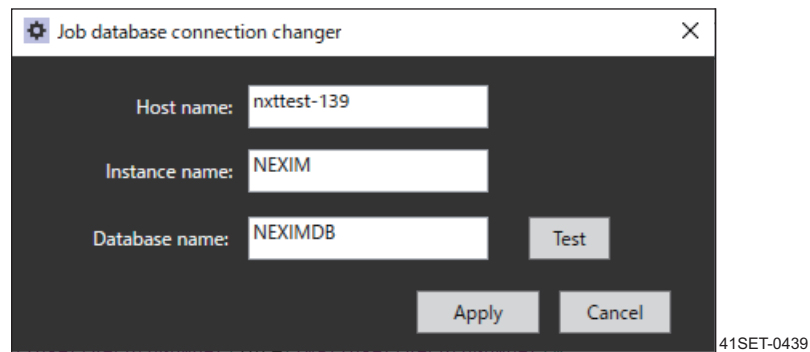 Job database connection changer
Host name: nxttest-139
Instance name: NEXIM
Database name: NEXIMDB Test
Apply Cancel
41SET-0439